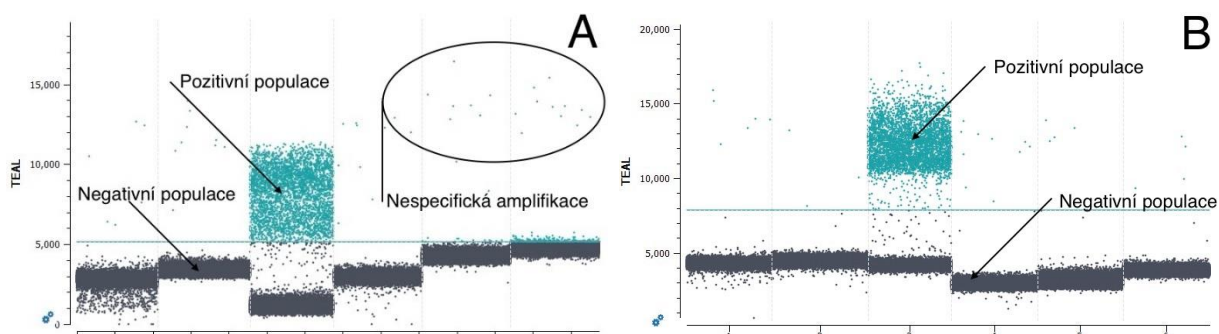 A
Pozitivní populace
15,000
TEAL
10,000
Negativní populace
Nespecifická amplifikace
5,000
0
B
20,000
Pozitivní populace
15,000
TEAL
10,000
Negativní populace
5,000
0